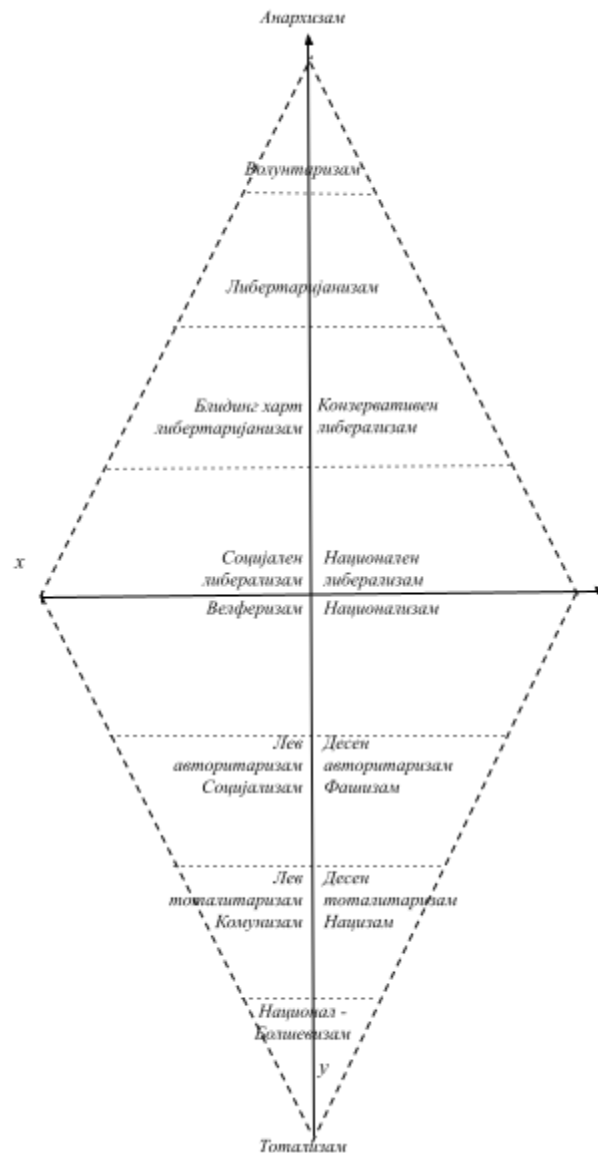 Анархизам
Волунтаризам
Либертаријанизам
Блидинг харт
либертаријанизам
Конзервативен
либерализам
x
Социјален
либерализам
Национален
либерализам
Велферизам
Национализам
Лев
авторитаризам
Социјализам
Десен
авторитаризам
Фашизам
Лев
тоталитаризам
Комунизам
Десен
тоталитаризам
Нацизам
Национал -
Болшевизам
y
Тотализам